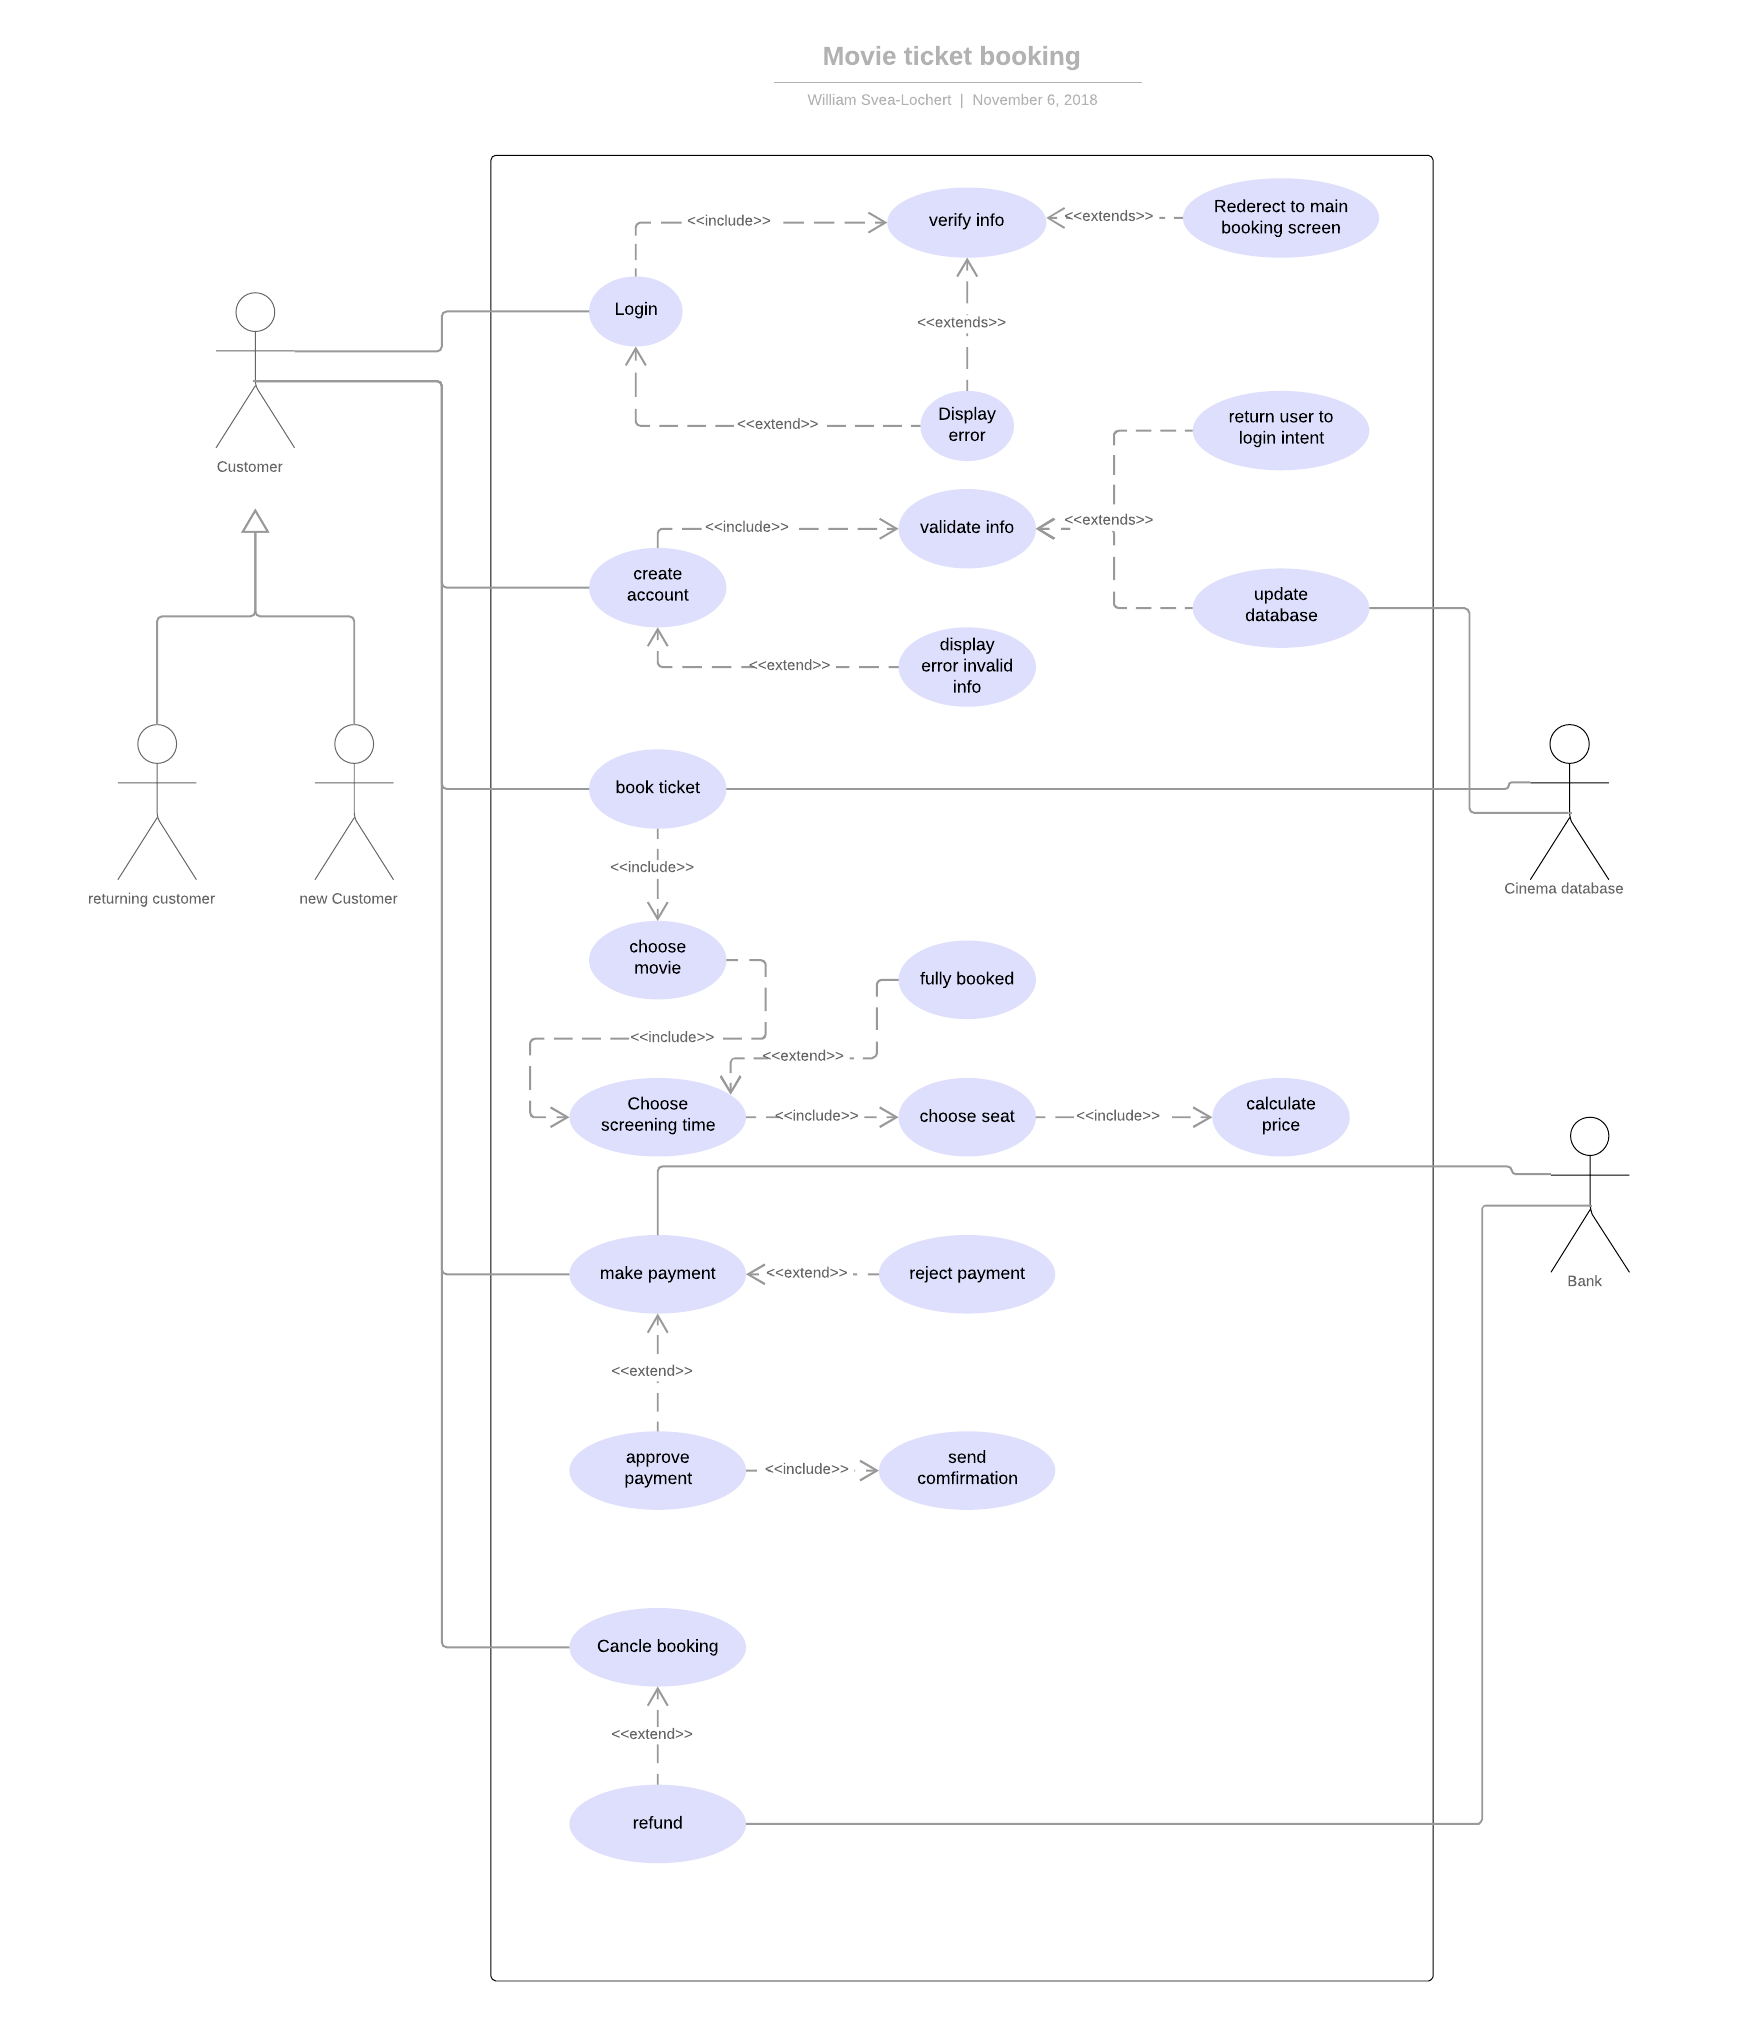 Movie ticket booking
William Svea-Lochert | November 6, 2018
<<include>>
verify info
<<extends>>
Rederect to main
booking screen
Login
<<extends>>
<<extend>>
Display
error
return user to
login intent
Customer
<<include>>
validate info
<<extends>>
create
account
update
database
<<extend>>
display
error invalid
info
book ticket
<<include>>
returning customer
new Customer
Cinema database
choose
movie
fully booked
<<include>>
<<extend>>
Choose
screening time
<<include>>
choose seat
<<include>>
calculate
price
make payment
<<extend>>
reject payment
Bank
<<extend>>
approve
payment
<<include>>
send
comfirmation
Cancle booking
<<extend>>
refund